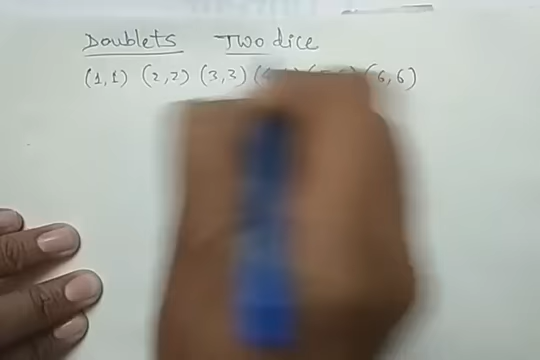 Doublets Two dice
(1,1) (2,2) (3,3) (6,6)